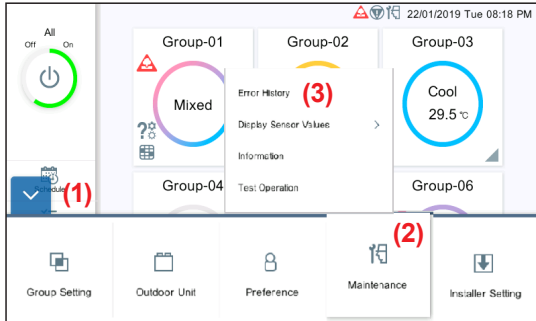 22/01/2019 Tue 08:18 PM
All
Off On
Group-01
Group-02
Group-03
Mixed
Error History
(3)
Display Sensor Values >
Information
Test Operation
Cool
29.5 °C
Schedule
(1)
Group-04
Group-06
(2)
Group Setting
Outdoor Unit
Preference
Maintenance
Installer Setting